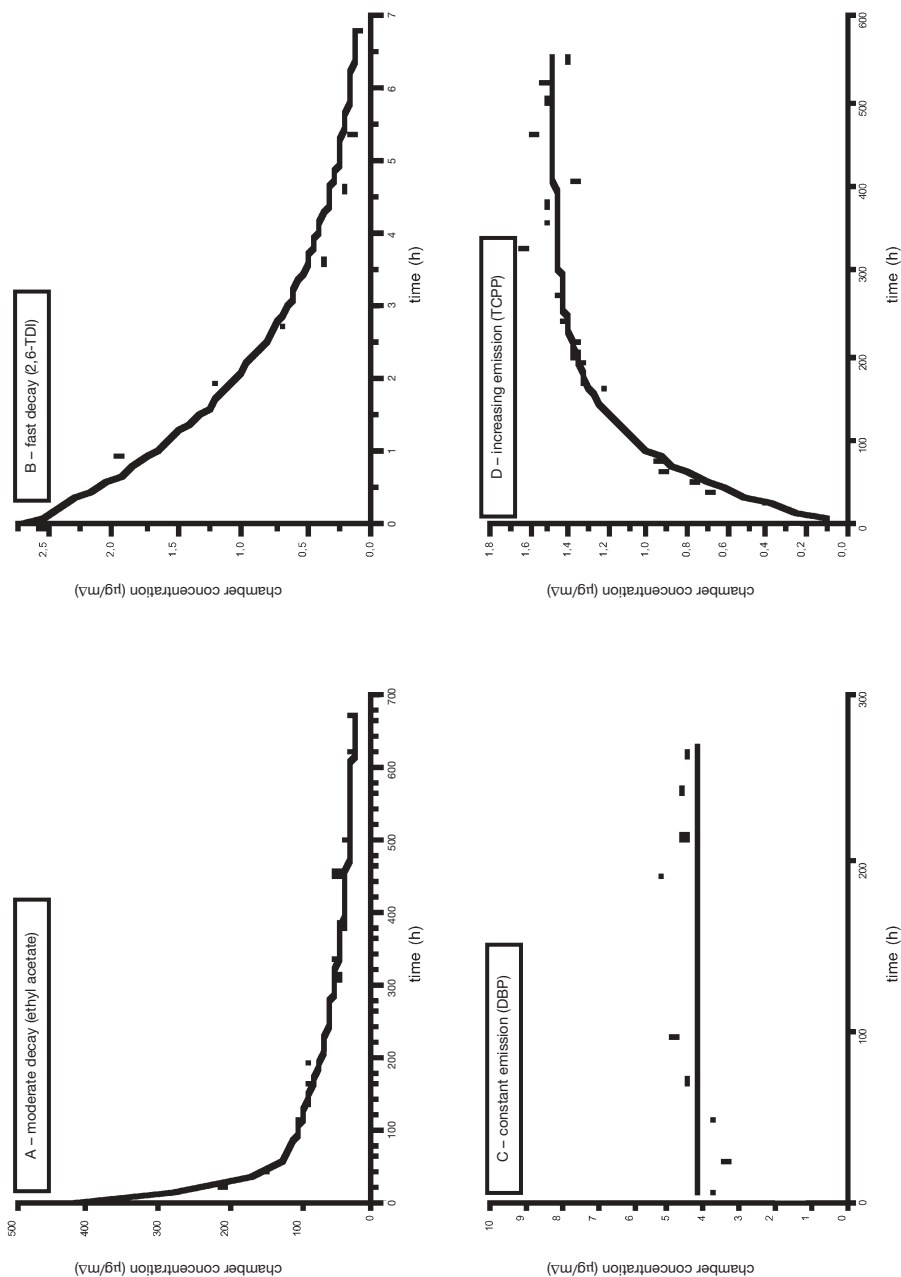 A – moderate decay (ethyl acetate)
chamber concentration (µg/m∆)
500
400
300
200
100
0
0 100 200 300 400 500 600 700
time (h)
B – fast decay (2,6-TDI)
chamber concentration (µg/m∆)
2.5
2.0
1.5
1.0
0.5
0.0
0 1 2 3 4 5 6 7
time (h)
C – constant emission (DBP)
chamber concentration (µg/m∆)
10
9
8
7
6
5
4
3
2
1
0
0 100 200 300
time (h)
D – increasing emission (TCPP)
chamber concentration (µg/m∆)
1.8
1.6
1.4
1.2
1.0
0.8
0.6
0.4
0.2
0.0
0 100 200 300 400 500 600
time (h)